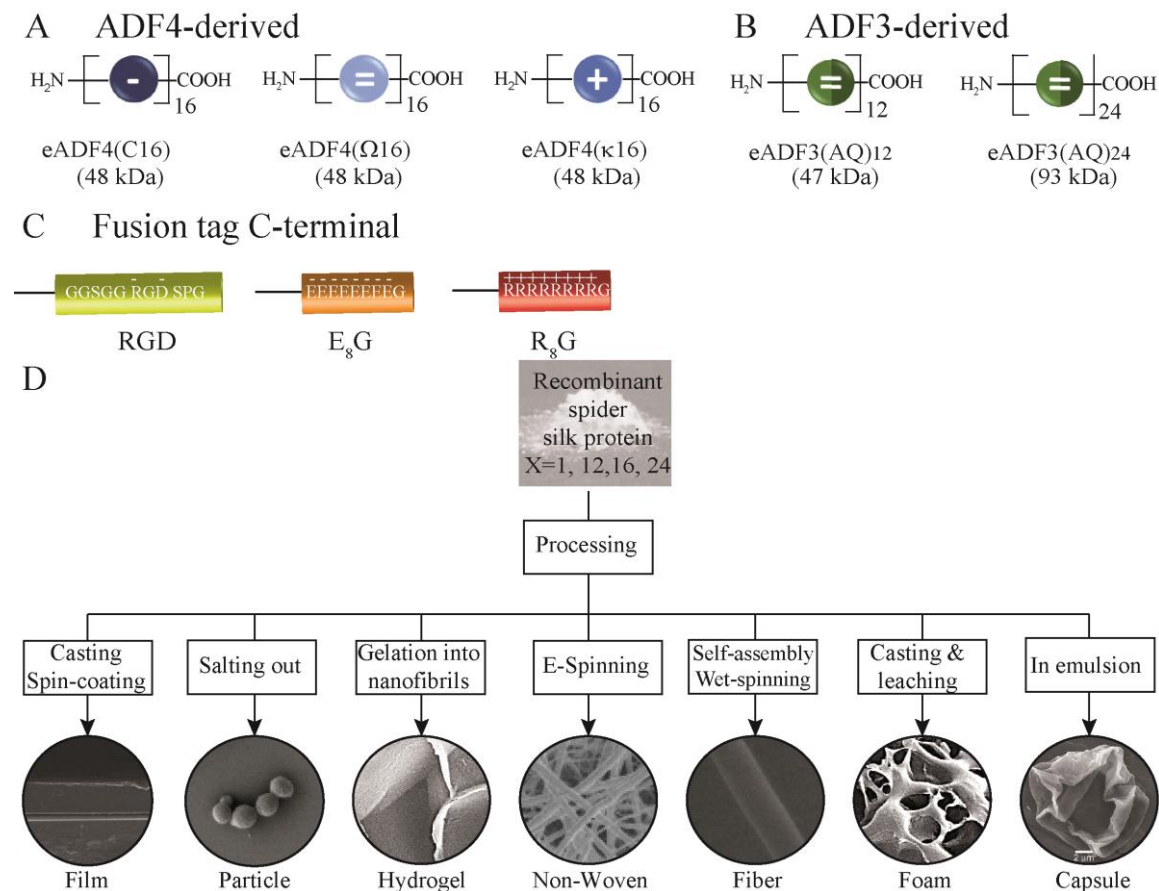 A ADF4-derived
B ADF3-derived
H₂N
-
COOH
16
H₂N
=
COOH
16
H₂N
+
COOH
16
H₂N
=
COOH
12
H₂N
=
COOH
24
eADF4(C16)
(48 kDa)
eADF4(Ω16)
(48 kDa)
eADF4(κ16)
(48 kDa)
eADF3(AQ)12
(47 kDa)
eADF3(AQ)24
(93 kDa)
C Fusion tag C-terminal
- -
GGSGG RGD SPG
RGD
--------
EEEEEEEEG
E₈G
++++++++
RRRRRRRRG
R₈G
D
Recombinant
spider
silk protein
X=1, 12,16, 24
Processing
Casting
Spin-coating
Salting out
Gelation into
nanofibrils
E-Spinning
Self-assembly
Wet-spinning
Casting &
leaching
In emulsion
2 µm
Film
Particle
Hydrogel
Non-Woven
Fiber
Foam
Capsule